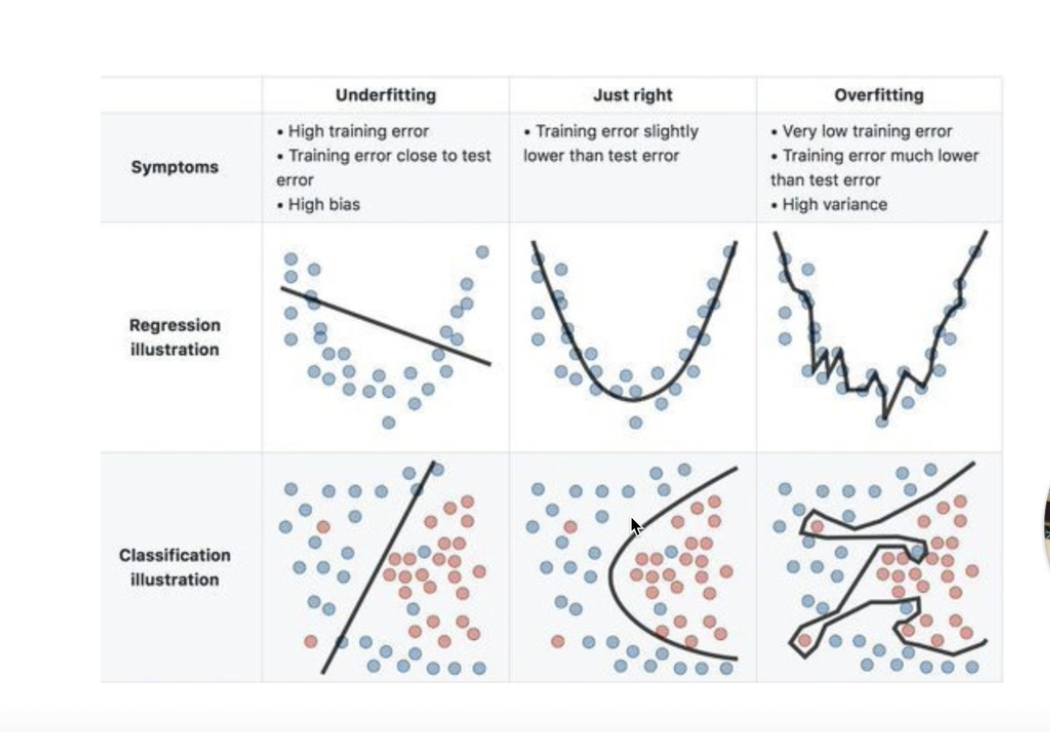 Underfitting
Just right
Overfitting
Symptoms
• High training error
• Training error close to test
error
• High bias
• Training error slightly
lower than test error
• Very low training error
• Training error much lower
than test error
• High variance
Regression
illustration
Classification
illustration